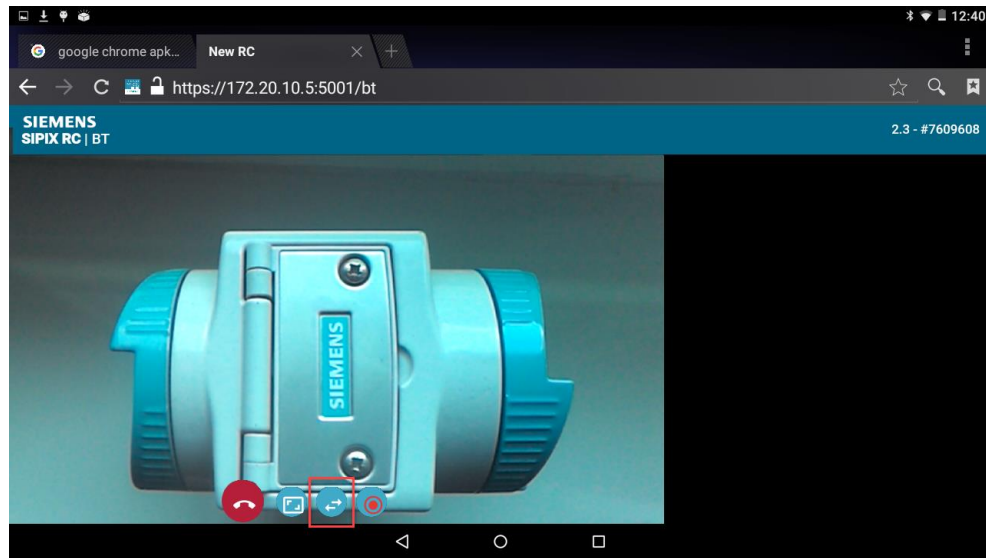 12:40
google chrome apk...
New RC
https://172.20.10.5:5001/bt
SIEMENS
SIPIX RC | BT
2.3 - #7609608
SIEMENS